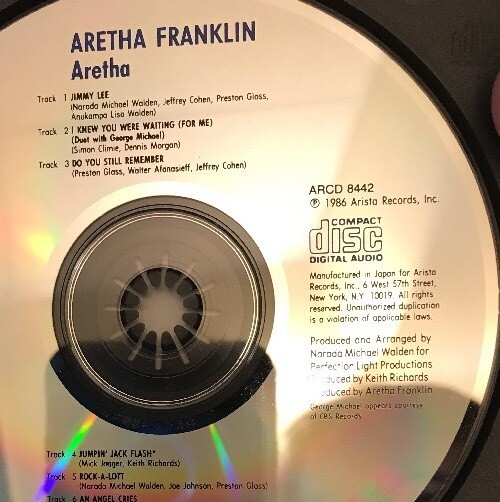 ARETHA FRANKLIN
Aretha
Track 1 JIMMY LEE
(Narada Michael Walden, Jeffrey Cohen, Preston Glass,
Anukampa Lisa Walden)
Track 2 I KNEW YOU WERE WAITING (FOR ME)
(Duet with George Michael)
(Simon Climie, Dennis Morgan)
Track 3 DO YOU STILL REMEMBER
(Preston Glass, Walter Afanasieff, Jeffrey Cohen)
ARCD 8442
℗ 1986 Arista Records, Inc.
COMPACT
disc
DIGITAL AUDIO
Manufactured in Japan for Arista
Records, Inc., 6 West 57th Street,
New York, N.Y. 10019. All rights
reserved. Unauthorized duplication
is a violation of applicable laws.
Produced and Arranged by
Narada Michael Walden for
Perfection Light Productions
Produced by Keith Richards
Produced by Aretha Franklin
George Michael appears courtesy
of CBS Records
Track 4 JUMPIN' JACK FLASH*
(Mick Jagger, Keith Richards)
Track 5 ROCK-A-LOTT
(Narada Michael Walden, Joe Johnson, Preston Glass)
Track 6 AN ANGEL CRIES